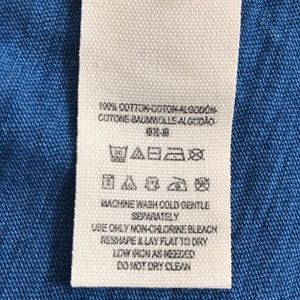 100% COTTON-COTON-ALGODÓN-
COTONE-BAUMWOLLE-ALGODÃO-
MACHINE WASH COLD GENTLE
SEPARATELY
USE ONLY NON-CHLORINE BLEACH
RESHAPE & LAY FLAT TO DRY
LOW IRON AS NEEDED
DO NOT DRY CLEAN